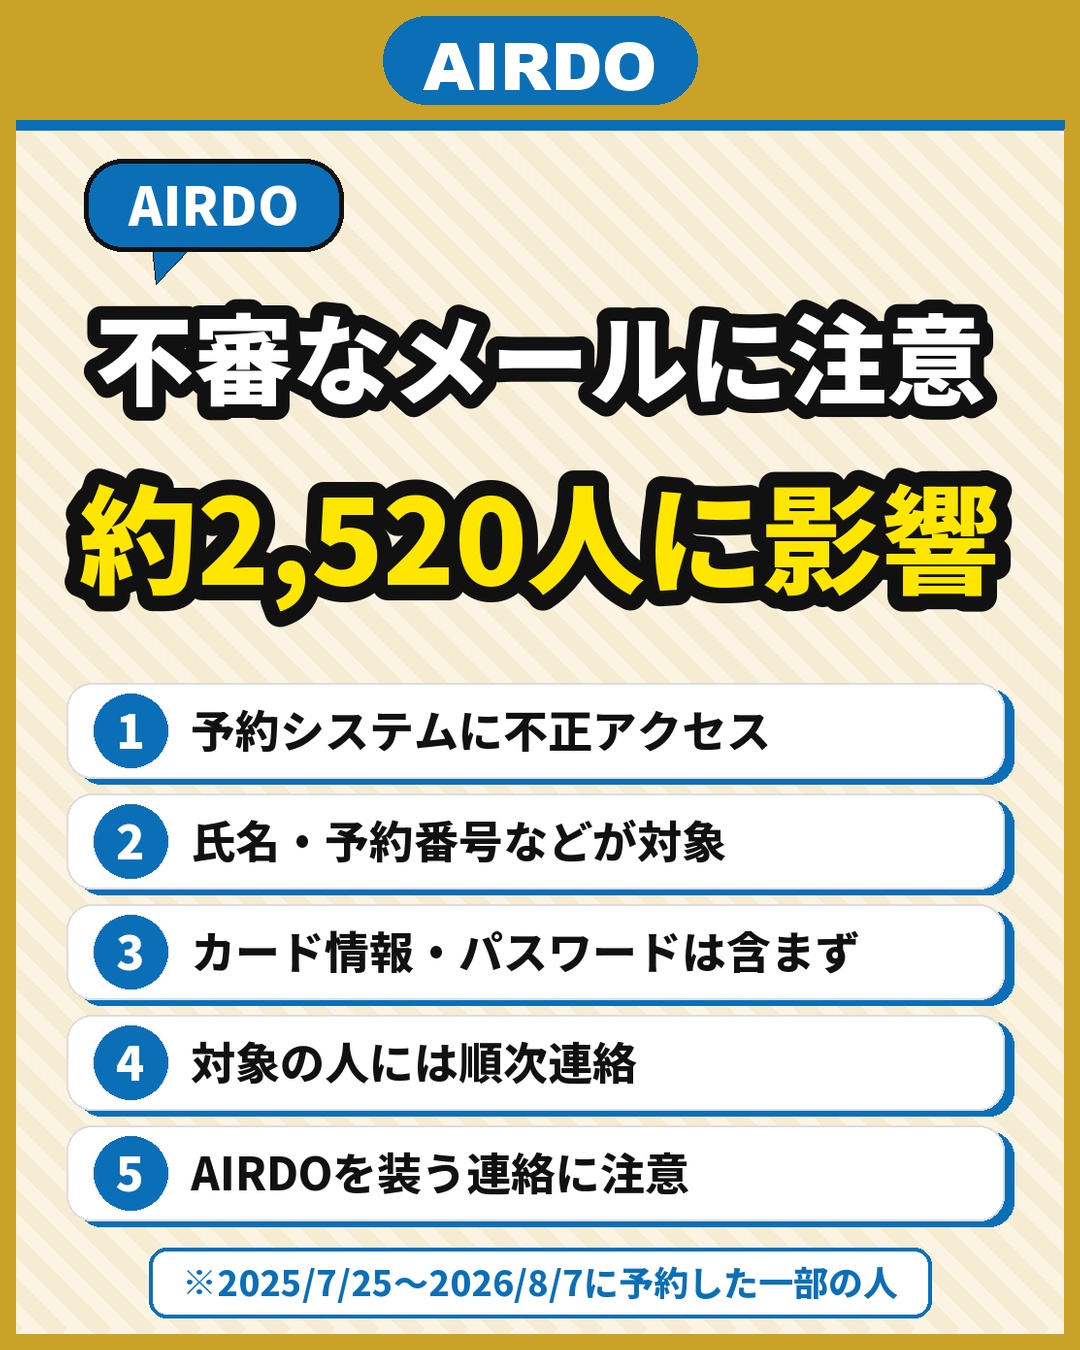 AIRDO
AIRDO
不審なメールに注意
約2,520人に影響
1 予約システムに不正アクセス
2 氏名・予約番号などが対象
3 カード情報・パスワードは含まず
4 対象の人には順次連絡
5 AIRDOを装う連絡に注意
※2025/7/25〜2026/8/7に予約した一部の人